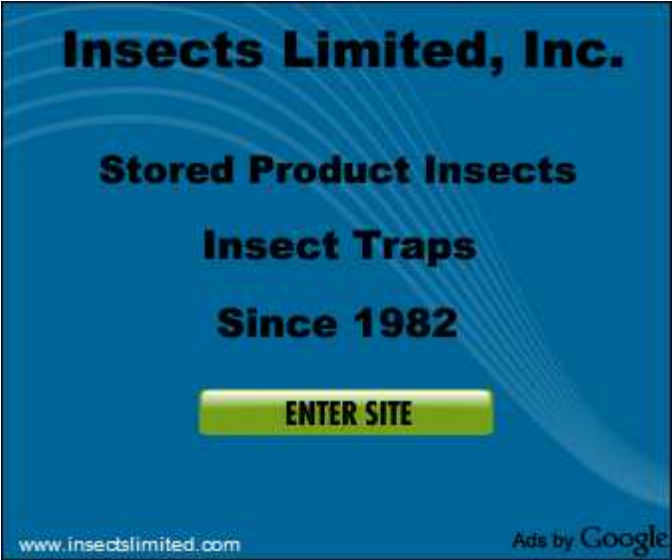 Insects Limited, Inc.
Stored Product Insects
Insect Traps
Since 1982
ENTER SITE
www.insectslimited.com
Ads by Google